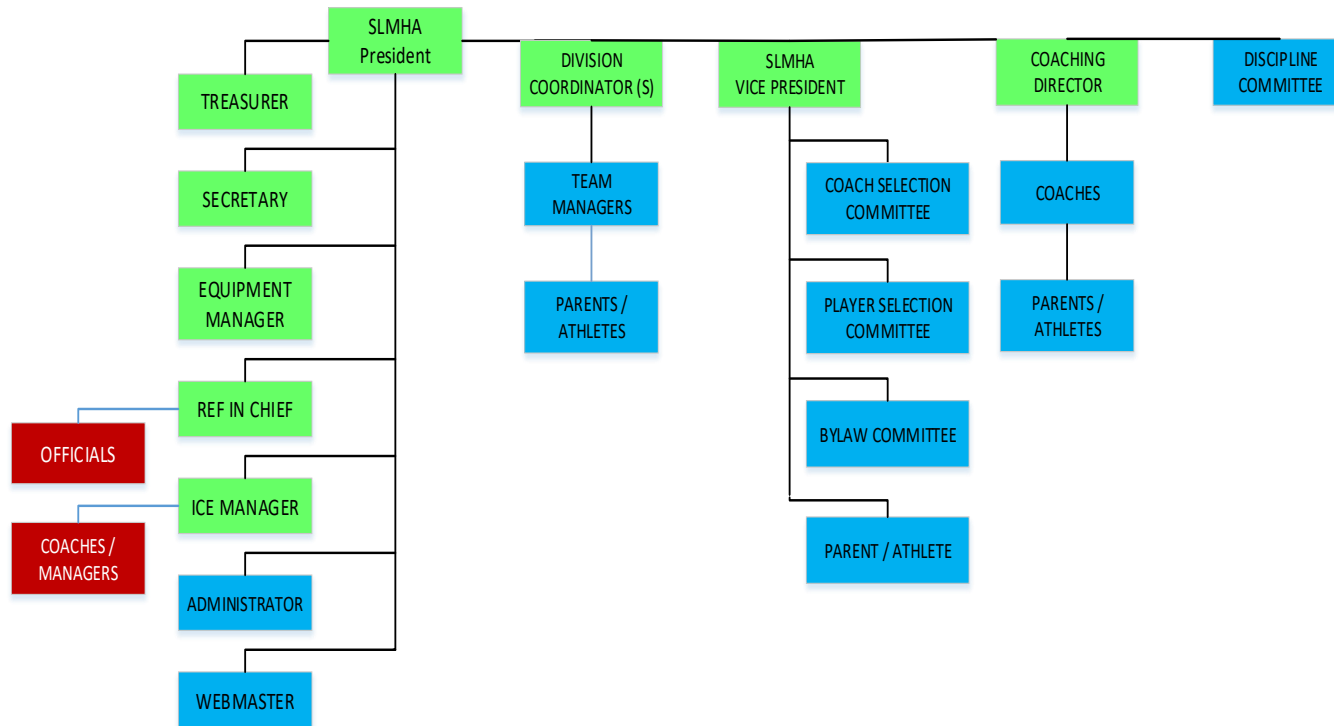 SLMHA
President
DIVISION
COORDINATOR (S)
SLMHA
VICE PRESIDENT
COACHING
DIRECTOR
DISCIPLINE
COMMITTEE
TREASURER
SECRETARY
EQUIPMENT
MANAGER
REF IN CHIEF
OFFICIALS
ICE MANAGER
COACHES /
MANAGERS
ADMINISTRATOR
WEBMASTER
TEAM
MANAGERS
PARENTS /
ATHLETES
COACH SELECTION
COMMITTEE
PLAYER SELECTION
COMMITTEE
BYLAW COMMITTEE
PARENT / ATHLETE
COACHES
PARENTS /
ATHLETES